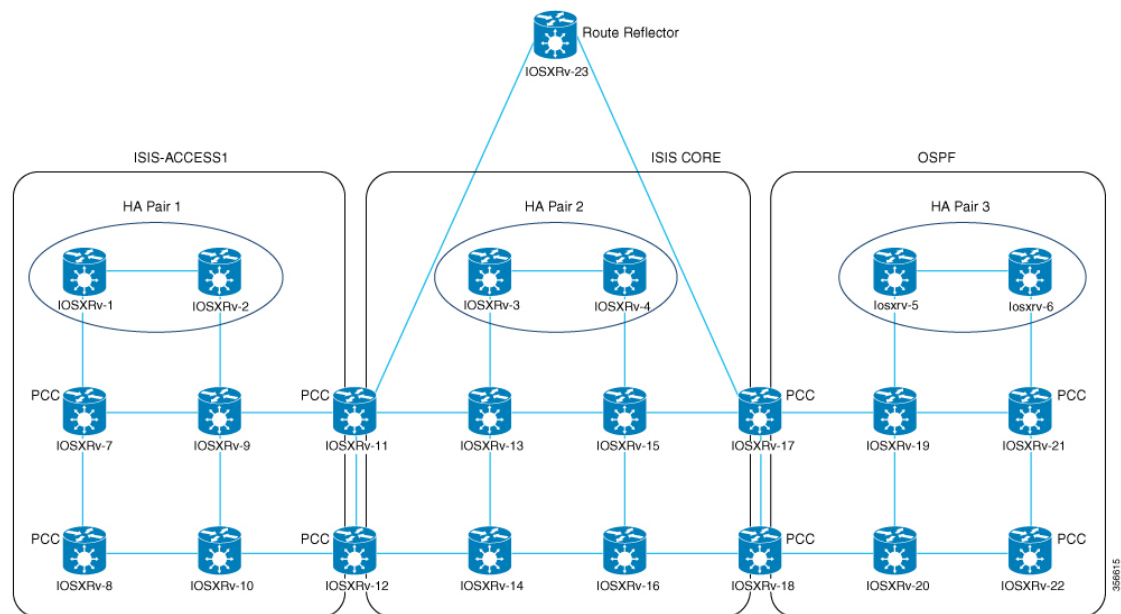 Route Reflector
IOSXRv-23
ISIS-ACCESS1
ISIS CORE
OSPF
HA Pair 1
HA Pair 2
HA Pair 3
IOSXRv-1
IOSXRv-2
IOSXRv-3
IOSXRv-4
Iosxrv-5
Iosxrv-6
PCC
PCC
PCC
PCC
IOSXRv-7
IOSXRv-9
IOSXRv-11
IOSXRv-13
IOSXRv-15
IOSXRv-17
IOSXRv-19
IOSXRv-21
PCC
PCC
PCC
PCC
IOSXRv-8
IOSXRv-10
IOSXRv-12
IOSXRv-14
IOSXRv-16
IOSXRv-18
IOSXRv-20
IOSXRv-22
356615